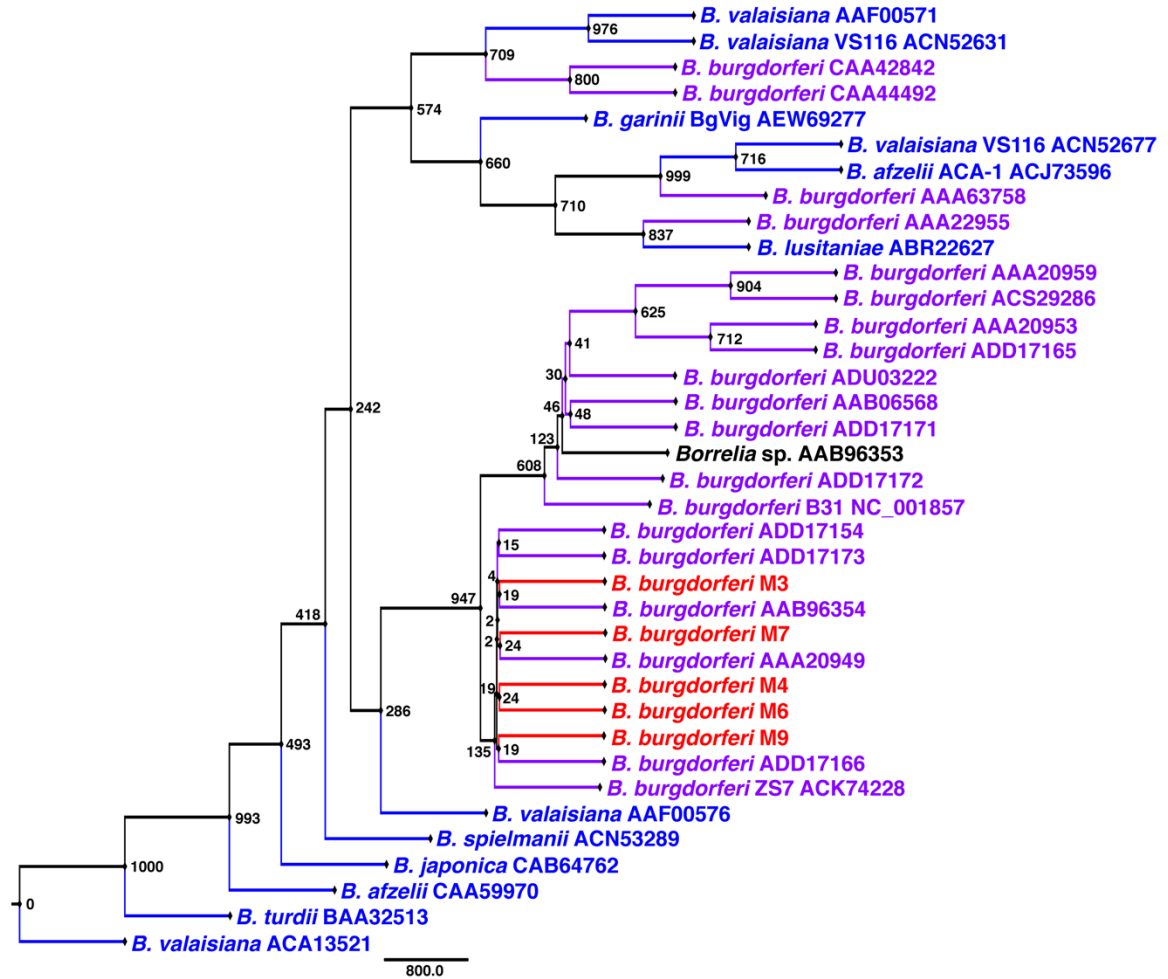 B. valaisiana AAF00571
976
B. valaisiana VS116 ACN52631
709
B. burgdorferi CAA42842
800
B. burgdorferi CAA44492
574
B. garinii BgVig AEW69277
B. valaisiana VS116 ACN52677
716
660
B. afzelii ACA-1 ACJ73596
999
B. burgdorferi AAA63758
710
B. burgdorferi AAA22955
837
B. lusitaniae ABR22627
B. burgdorferi AAA20959
904
B. burgdorferi ACS29286
625
B. burgdorferi AAA20953
712
41
B. burgdorferi ADD17165
30
B. burgdorferi ADU03222
B. burgdorferi AAB06568
242
46
48
B. burgdorferi ADD17171
123
Borrelia sp. AAB96353
608
B. burgdorferi ADD17172
B. burgdorferi B31 NC_001857
B. burgdorferi ADD17154
15
B. burgdorferi ADD17173
4
B. burgdorferi M3
947
19
B. burgdorferi AAB96354
418
2
B. burgdorferi M7
2
24
B. burgdorferi AAA20949
19
B. burgdorferi M4
24
286
B. burgdorferi M6
B. burgdorferi M9
493
135
19
B. burgdorferi ADD17166
B. burgdorferi ZS7 ACK74228
B. valaisiana AAF00576
993
B. spielmanii ACN53289
1000
B. japonica CAB64762
B. afzelii CAA59970
0
B. turdii BAA32513
B. valaisiana ACA13521
800.0